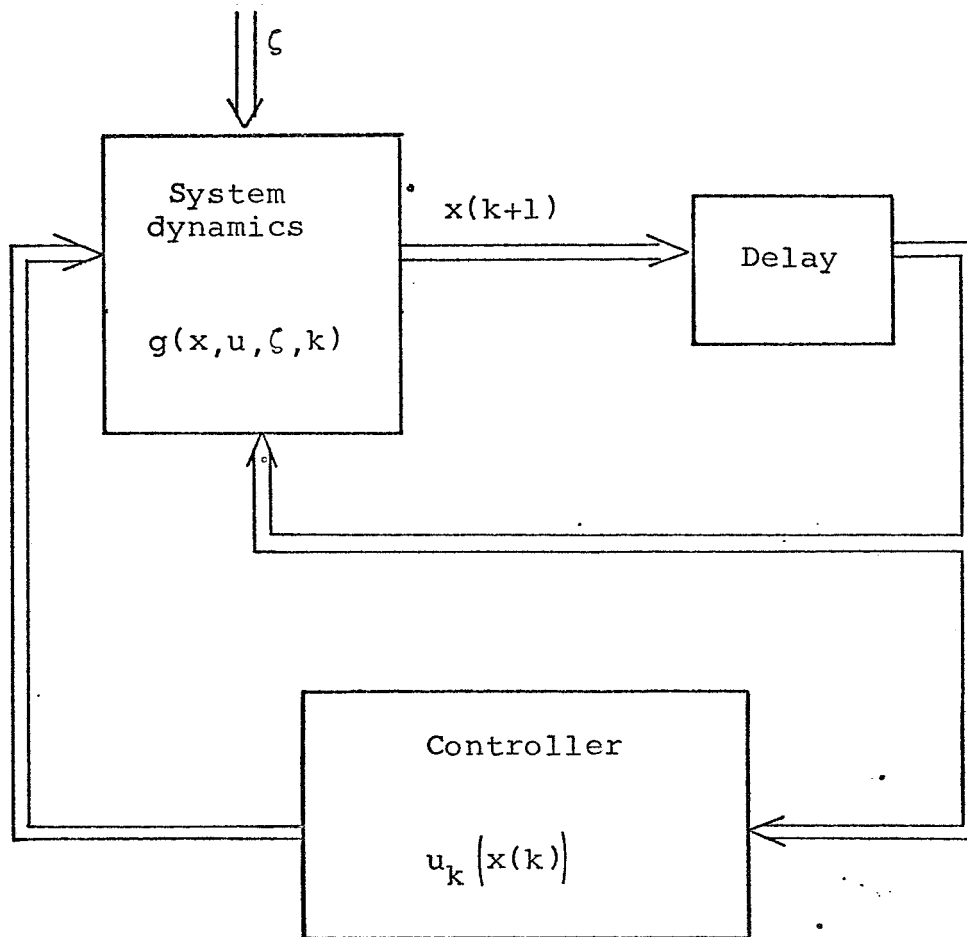 ζ
System
dynamics
g(x,u,ζ,k)
x(k+1)
Delay
Controller
u_k(x(k))